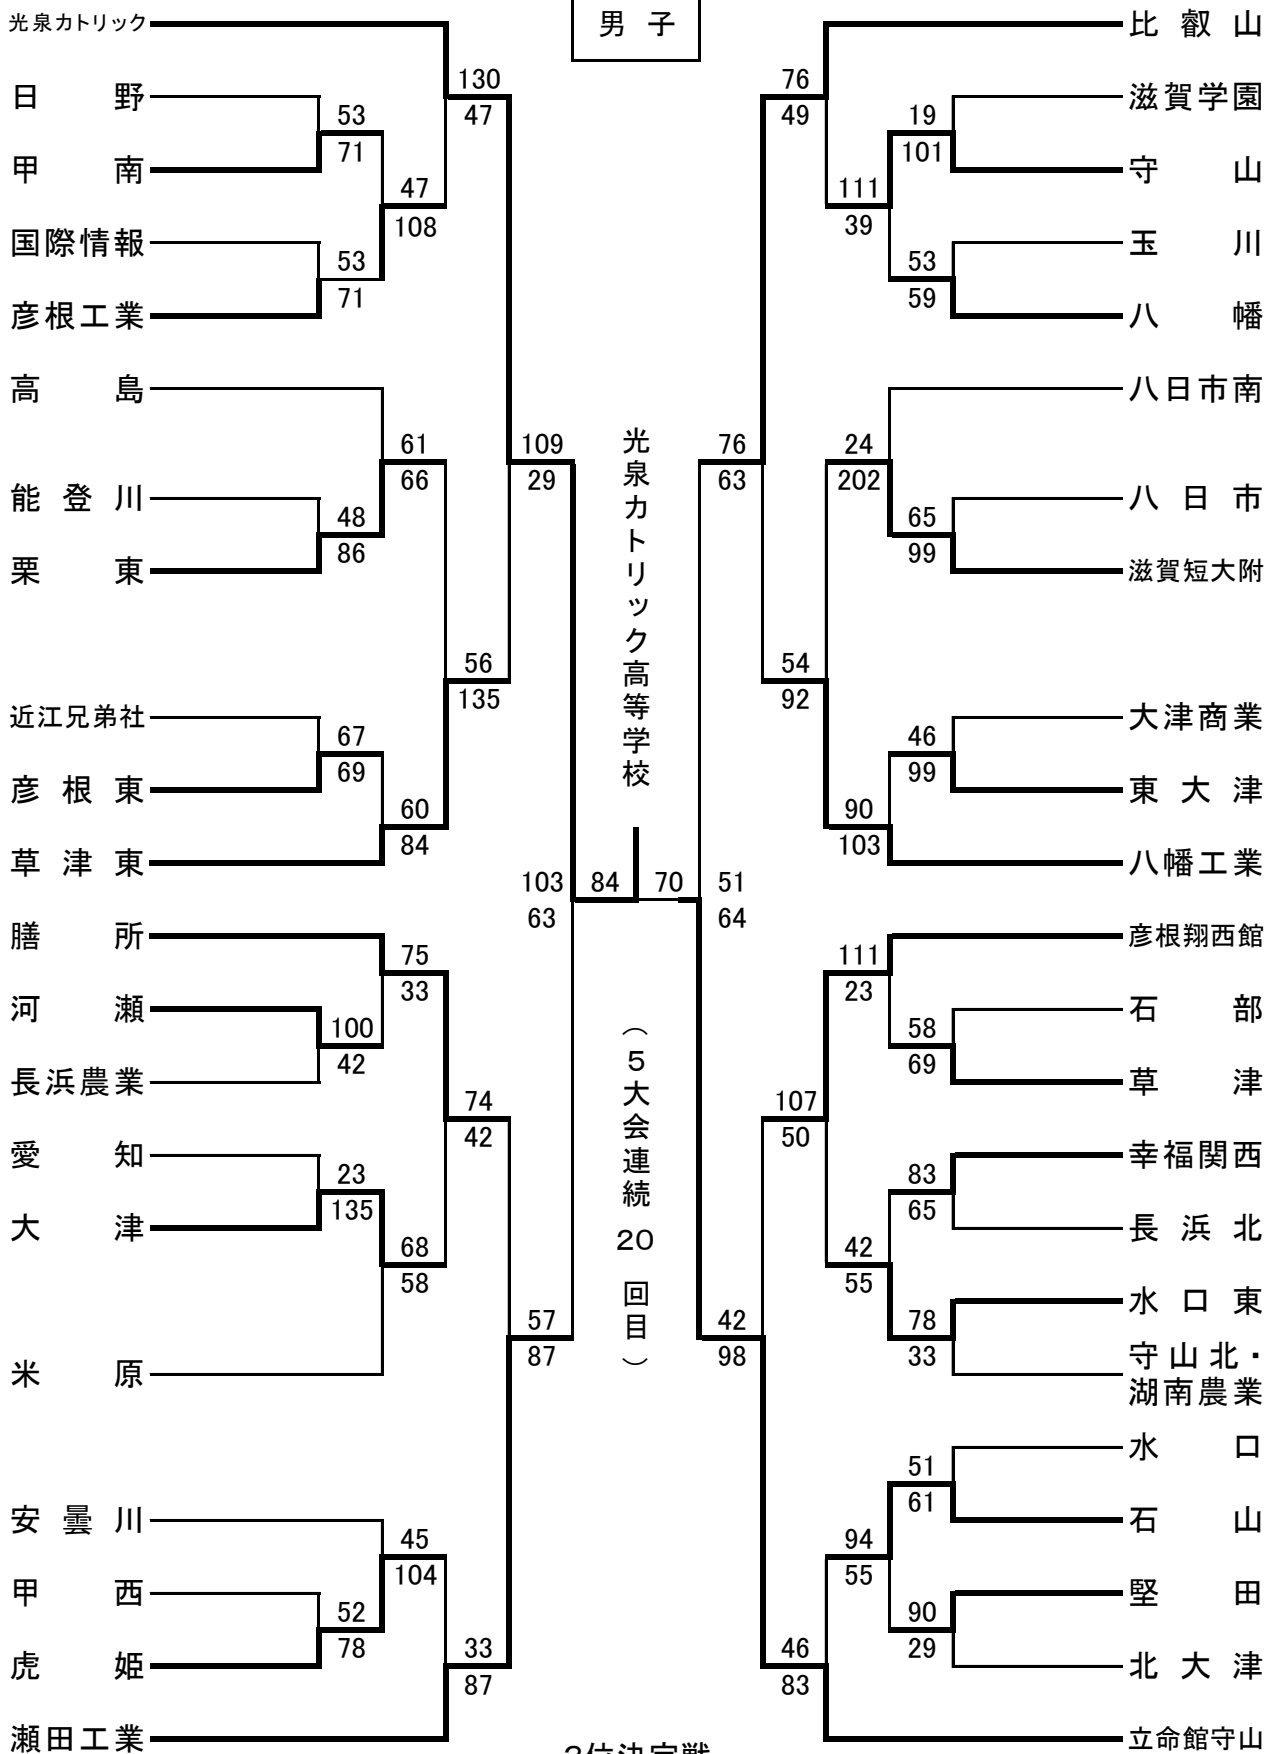 男子
光泉カトリック
日野
甲南
国際情報
彦根工業
高島
能登川
栗東
近江兄弟社
彦根東
草津東
膳所
河瀬
長浜農業
愛知
大津
米原
安曇川
甲西
虎姫
瀬田工業
53
71
53
71
48
86
67
69
100
42
23
135
52
78
47
108
61
66
60
84
75
33
68
58
45
104
130
47
56
135
74
42
33
87
109
29
57
87
103
63
84
70
光泉カトリック高等学校
（5大会連続20回目）
51
64
76
63
42
98
76
49
54
92
107
50
46
83
111
39
24
202
90
103
111
23
42
55
94
55
19
101
53
59
65
99
46
99
58
69
83
65
78
33
51
61
90
29
比叡山
滋賀学園
守山
玉川
八幡
八日市南
八日市
滋賀短大附
大津商業
東大津
八幡工業
彦根翔西館
石部
草津
幸福関西
長浜北
水口東
守山北・
湖南農業
水口
石山
堅田
北大津
立命館守山